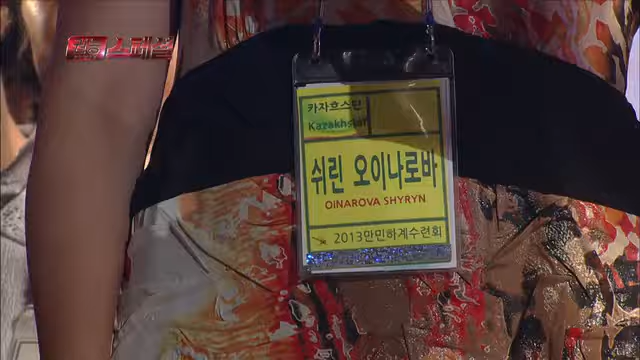 스페셜
카자흐스탄
Kazakhstan
쉬린 오이나로바
OINAROVA SHYRYN
2013만민하계수련회